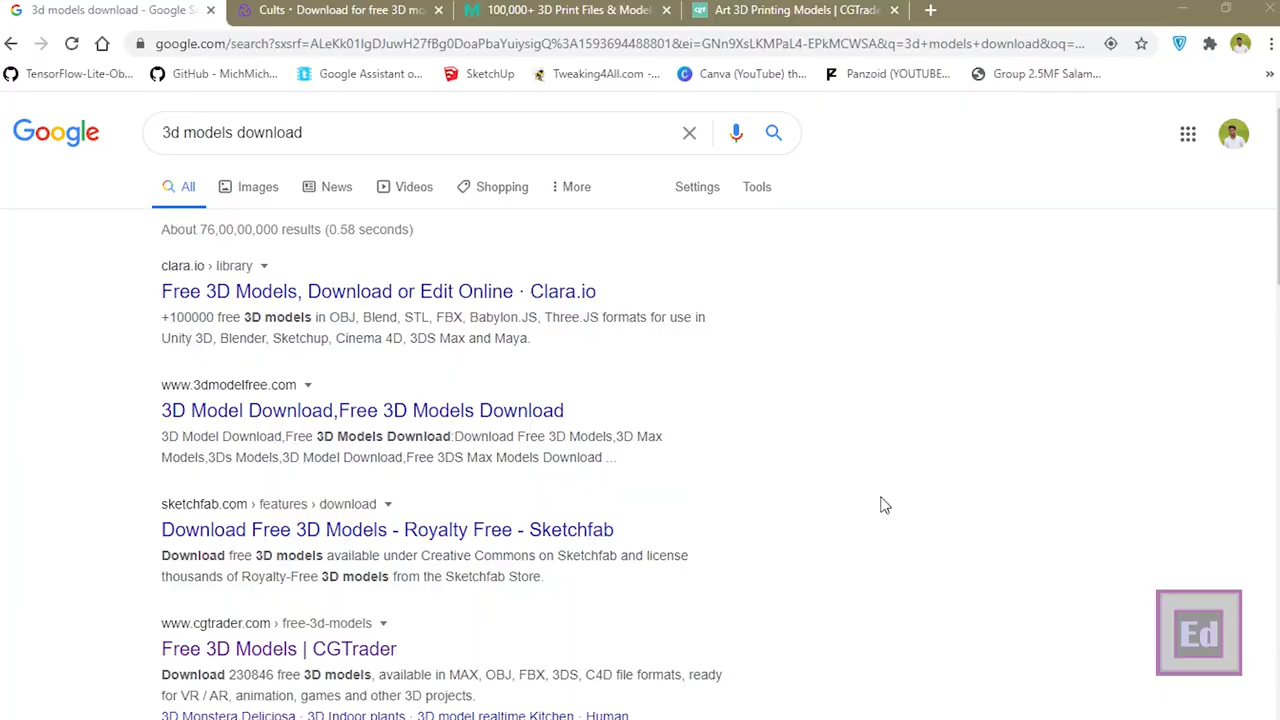 3d models download - Google S
Cults・Download for free 3D mo
100,000+ 3D Print Files & Model
cgt Art 3D Printing Models | CGTrade
google.com/search?sxsrf=ALeKk01IgDJuwH27fBg0DoaPbaYuiysigQ%3A1593694488801&ei=GNn9XsLKMPaL4-EPkMCWSA&q=3d+models+download&oq=...
TensorFlow-Lite-Ob... GitHub - MichMich... Google Assistant o... SketchUp Tweaking4All.com -... Canva (YouTube) th... Panzoid (YOUTUBE... Group 2.5MF Salam... »
Google 3d models download
All Images News Videos Shopping More Settings Tools
About 76,00,00,000 results (0.58 seconds)
clara.io › library
Free 3D Models, Download or Edit Online · Clara.io
+100000 free 3D models in OBJ, Blend, STL, FBX, Babylon.JS, Three.JS formats for use in
Unity 3D, Blender, Sketchup, Cinema 4D, 3DS Max and Maya.
www.3dmodelfree.com
3D Model Download,Free 3D Models Download
3D Model Download,Free 3D Models Download:Download Free 3D Models,3D Max
Models,3Ds Models,3D Model Download,Free 3DS Max Models Download ...
sketchfab.com › features › download
Download Free 3D Models - Royalty Free - Sketchfab
Download free 3D models available under Creative Commons on Sketchfab and license
thousands of Royalty-Free 3D models from the Sketchfab Store.
Ed
www.cgtrader.com › free-3d-models
Free 3D Models | CGTrader
Download 230846 free 3D models, available in MAX, OBJ, FBX, 3DS, C4D file formats, ready
for VR / AR, animation, games and other 3D projects.
3D Monstera Deliciosa · 3D Indoor plants · 3D model realtime Kitchen · Human